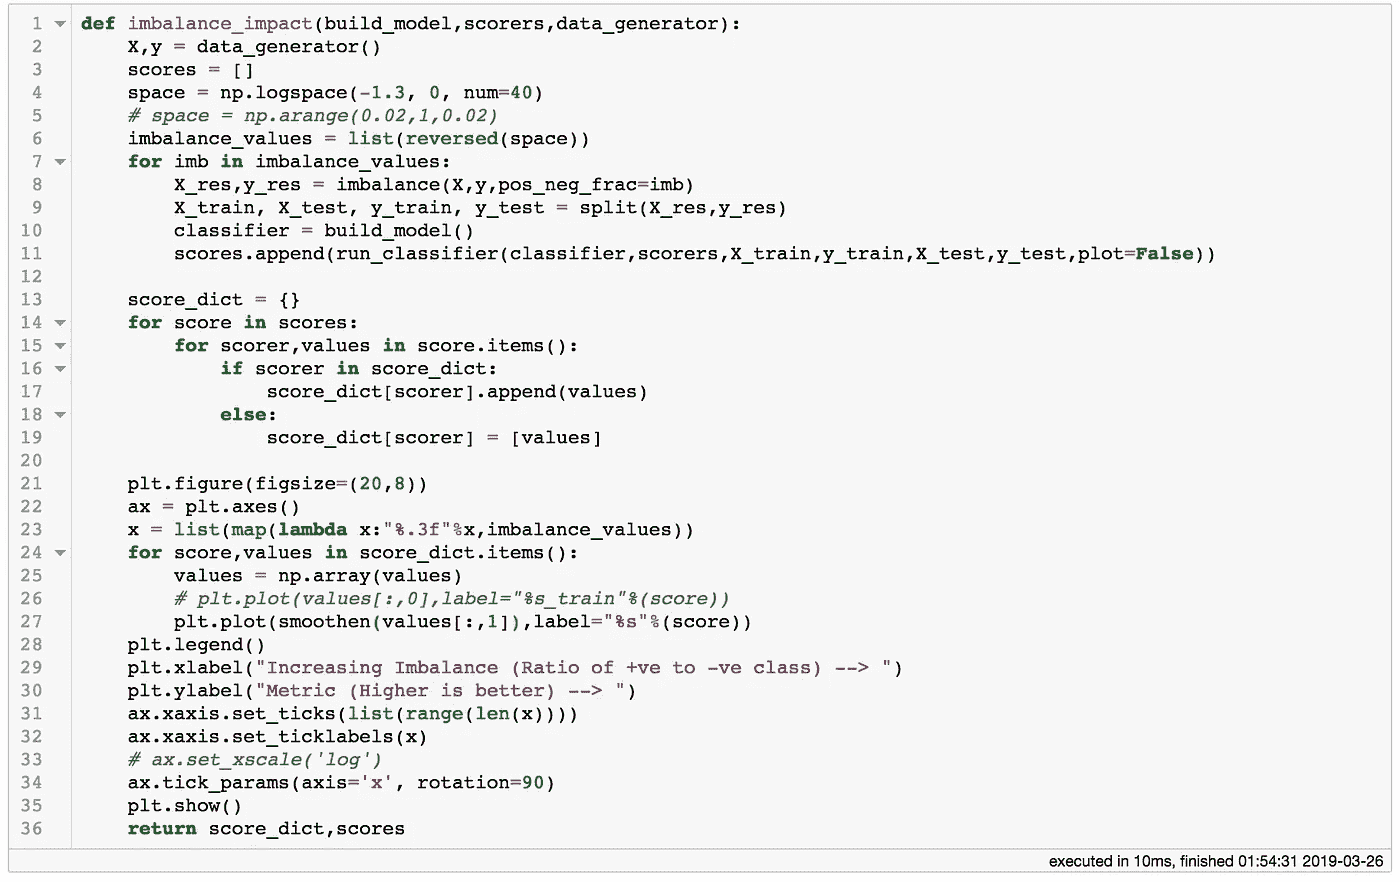 1 def imbalance_impact(build_model,scorers,data_generator):
2     X,y = data_generator()
3     scores = []
4     space = np.logspace(-1.3, 0, num=40)
5     # space = np.arange(0.02,1,0.02)
6     imbalance_values = list(reversed(space))
7     for imb in imbalance_values:
8         X_res,y_res = imbalance(X,y,pos_neg_frac=imb)
9         X_train, X_test, y_train, y_test = split(X_res,y_res)
10         classifier = build_model()
11         scores.append(run_classifier(classifier,scorers,X_train,y_train,X_test,y_test,plot=False))
12
13     score_dict = {}
14     for score in scores:
15         for scorer,values in score.items():
16             if scorer in score_dict:
17                 score_dict[scorer].append(values)
18             else:
19                 score_dict[scorer] = [values]
20
21     plt.figure(figsize=(20,8))
22     ax = plt.axes()
23     x = list(map(lambda x:"%.3f"%x,imbalance_values))
24     for score,values in score_dict.items():
25         values = np.array(values)
26         # plt.plot(values[:,0],label="%s_train"%(score))
27         plt.plot(smoothen(values[:,1]),label="%s"%(score))
28     plt.legend()
29     plt.xlabel("Increasing Imbalance (Ratio of +ve to -ve class) --> ")
30     plt.ylabel("Metric (Higher is better) --> ")
31     ax.xaxis.set_ticks(list(range(len(x))))
32     ax.xaxis.set_ticklabels(x)
33     # ax.set_xscale('log')
34     ax.tick_params(axis='x', rotation=90)
35     plt.show()
36     return score_dict,scores
executed in 10ms, finished 01:54:31 2019-03-26